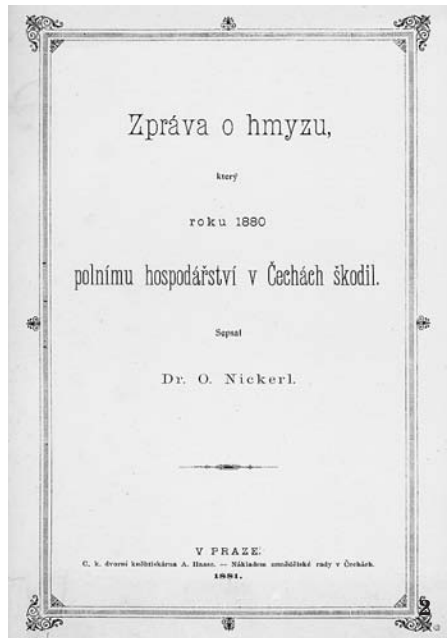 Zpráva o hmyzu,
který
roku 1880
polnímu hospodářství v Čechách škodil.
Sepsal
Dr. O. Nickerl.
V PRAZE.
C. k. dvorní knihtiskárna A. Haase. — Nákladem zemědělské rady v Čechách.
1881.